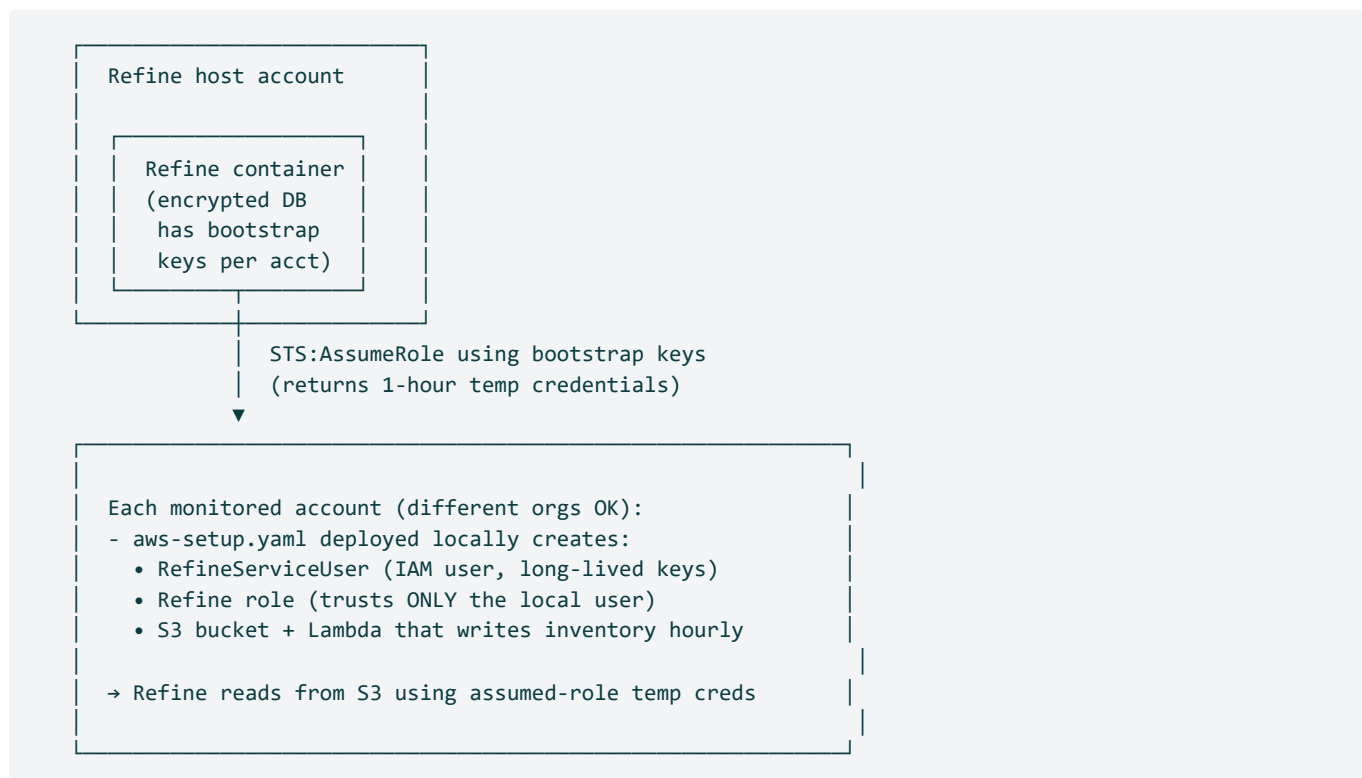 Refine host account
Refine container
(encrypted DB
has bootstrap
keys per acct)
STS:AssumeRole using bootstrap keys
(returns 1-hour temp credentials)
Each monitored account (different orgs OK):
- aws-setup.yaml deployed locally creates:
• RefineServiceUser (IAM user, long-lived keys)
• Refine role (trusts ONLY the local user)
• S3 bucket + Lambda that writes inventory hourly
→ Refine reads from S3 using assumed-role temp creds